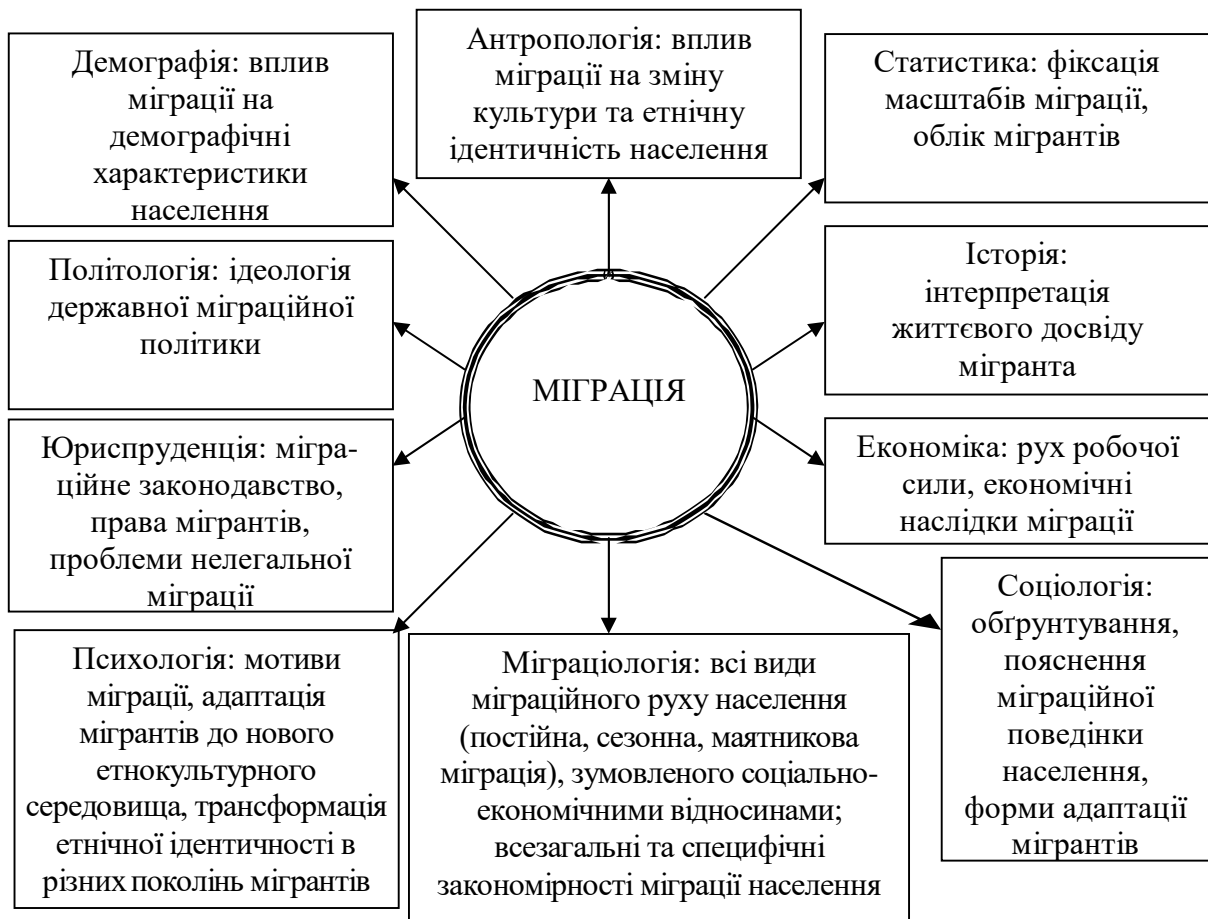 Демографія: вплив
міграції на
демографічні
характеристики
населення
Антропологія: вплив
міграції на зміну
культури та етнічну
ідентичність населення
Статистика: фіксація
масштабів міграції,
облік мігрантів
Політологія: ідеологія
державної міграційної
політики
МІГРАЦІЯ
Історія:
інтерпретація
життєвого досвіду
мігранта
Юриспруденція: мігра-
ційне законодавство,
права мігрантів,
проблеми нелегальної
міграції
Економіка: рух робочої
сили, економічні
наслідки міграції
Психологія: мотиви
міграції, адаптація
мігрантів до нового
етнокультурного
середовища, трансформація
етнічної ідентичності в
різних поколінь мігрантів
Міграціологія: всі види
міграційного руху населення
(постійна, сезонна, маятникова
міграція), зумовленого соціально-
економічними відносинами;
всезагальні та специфічні
закономірності міграції населення
Соціологія:
обґрунтування,
пояснення
міграційної
поведінки
населення,
форми адаптації
мігрантів